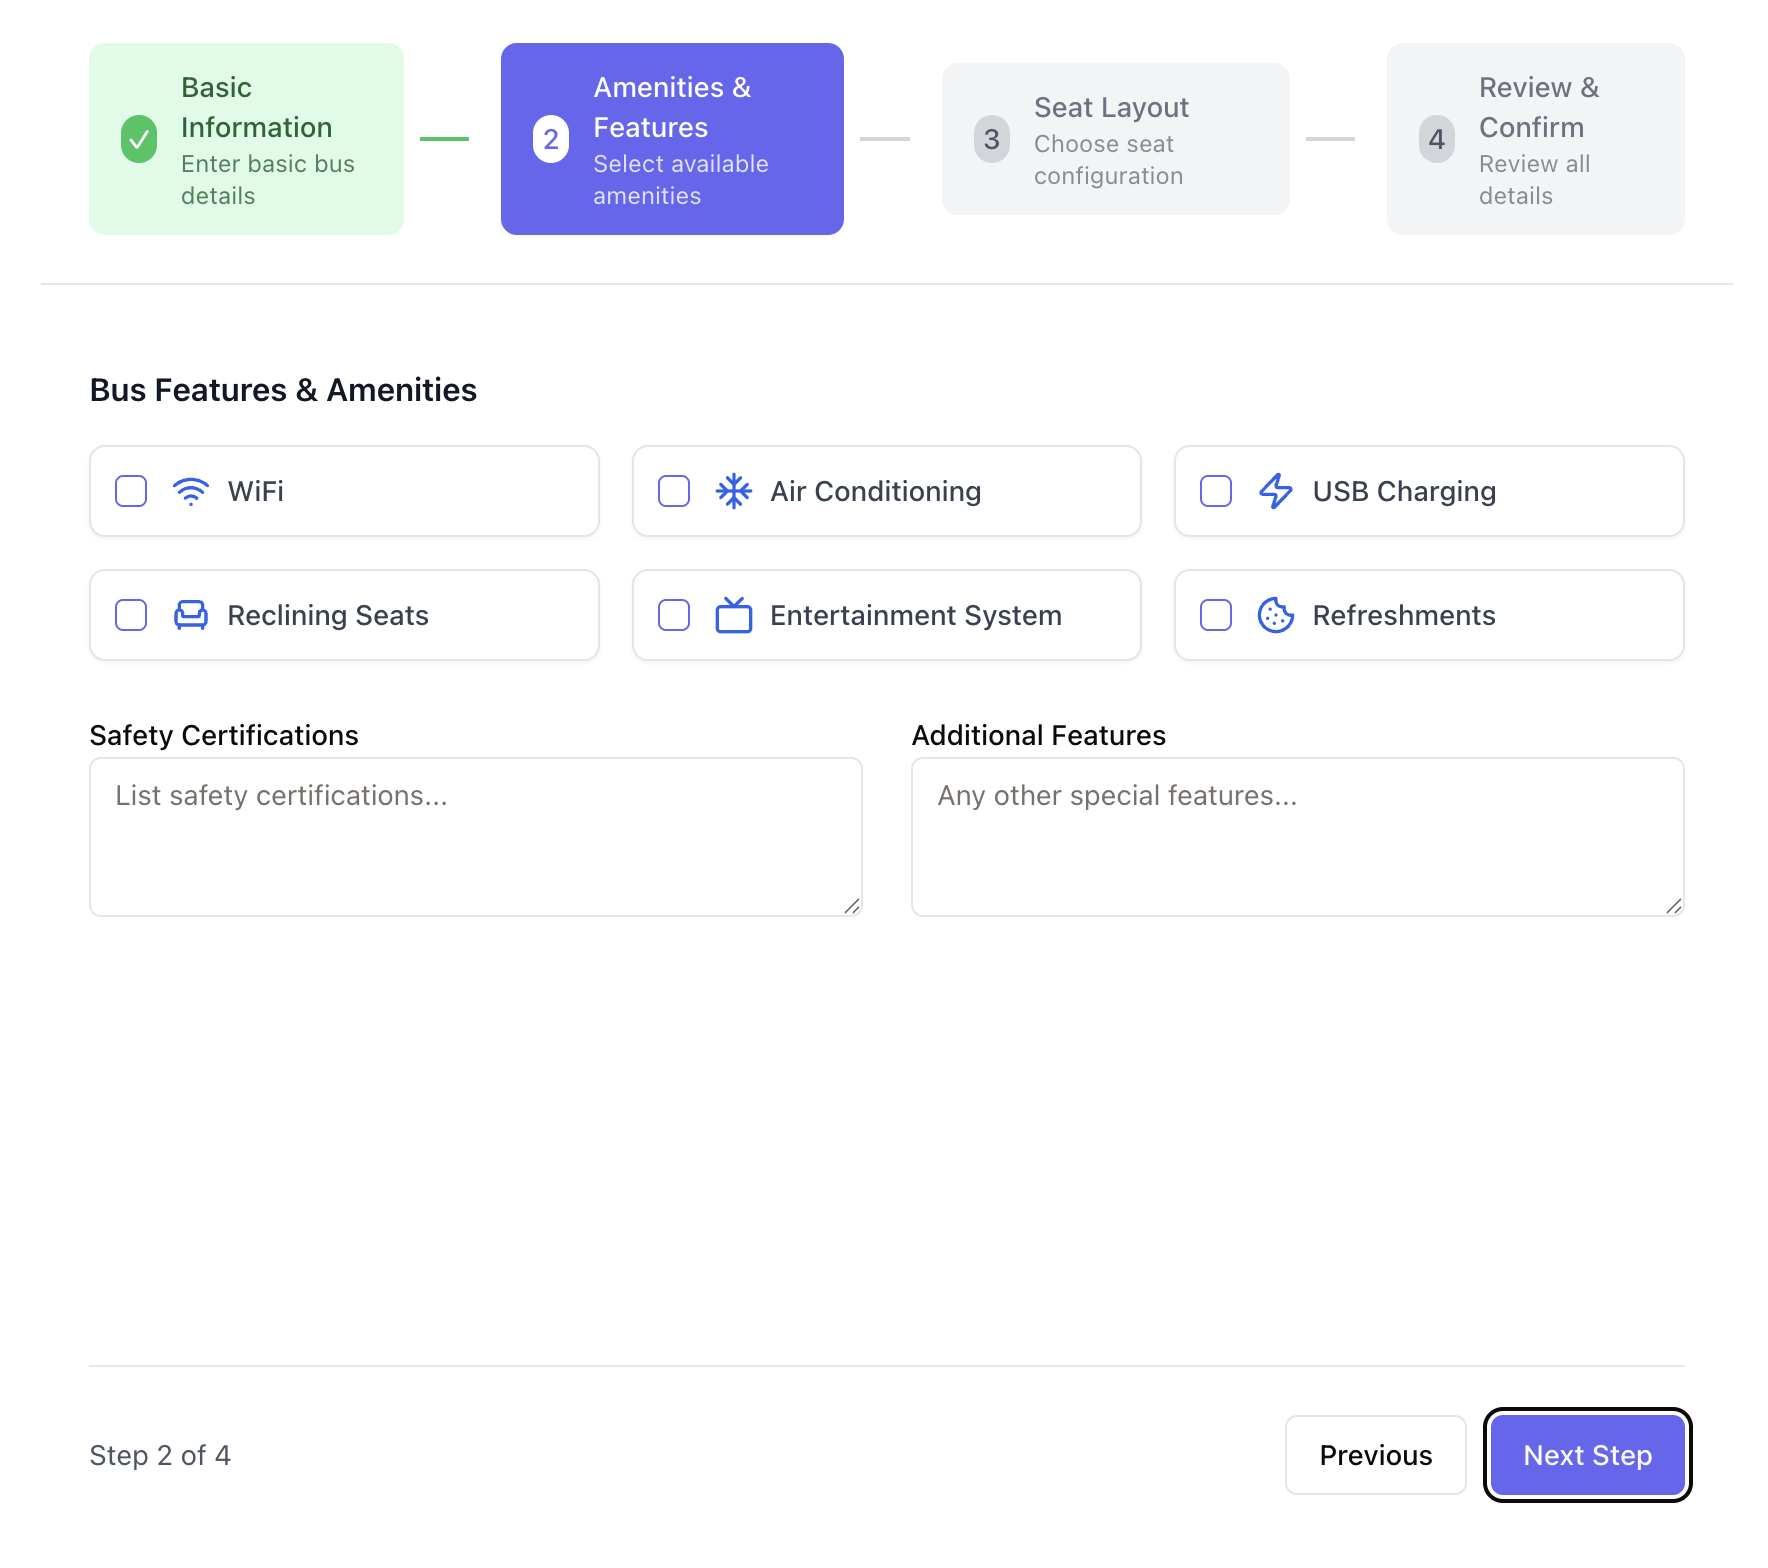 Basic
Information
Enter basic bus
details
2
Amenities &
Features
Select available
amenities
3
Seat Layout
Choose seat
configuration
4
Review &
Confirm
Review all
details
Bus Features & Amenities
WiFi
Air Conditioning
USB Charging
Reclining Seats
Entertainment System
Refreshments
Safety Certifications
List safety certifications...
Additional Features
Any other special features...
Step 2 of 4
Previous
Next Step